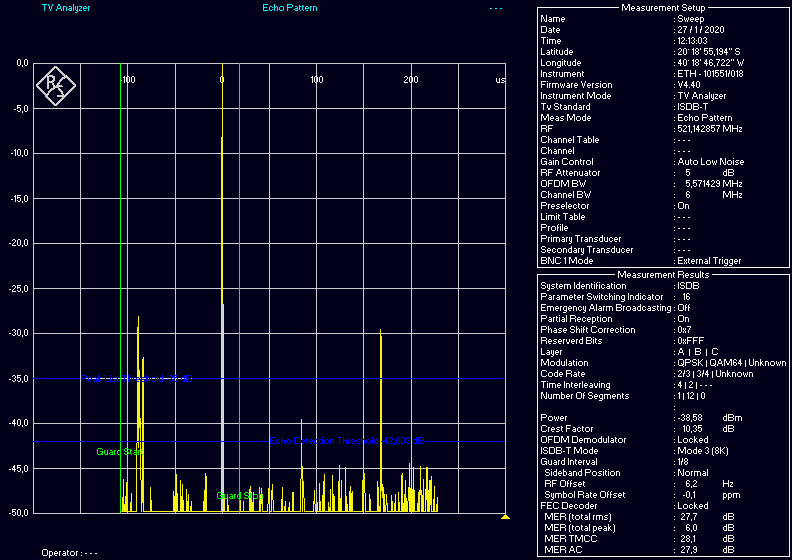 TV Analyzer Echo Pattern ---
0,0
-5,0
-10,0
-15,0
-20,0
-25,0
-30,0
-35,0
-40,0
-45,0
-50,0
-100 0 100 200 us
R S
Echo Detection Threshold -42,000 dB
Guard Start
Guard Stop
Operator : ---
Measurement Setup
Name : Sweep
Date : 27 / 1 / 2020
Time : 12:13:03
Latitude : 20° 18' 55,194" S
Longitude : 40° 18' 46,722" W
Instrument : ETH - 101551/018
Firmware Version : V4.40
Instrument Mode : TV Analyzer
Tv Standard : ISDB-T
Meas Mode : Echo Pattern
RF : 521,142857 MHz
Channel Table : ---
Channel : ---
Gain Control : Auto Low Noise
RF Attenuator : 5 dB
OFDM BW : 5,571429 MHz
Channel BW : 6 MHz
Preselector : On
Limit Table : ---
Profile : ---
Primary Transducer : ---
Secondary Transducer : ---
BNC 1 Mode : External Trigger
Measurement Results
System Identification : ISDB
Parameter Switching Indicator : 16
Emergency Alarm Broadcasting : Off
Partial Reception : On
Phase Shift Correction : 0x7
Reserverd Bits : 0xFFF
Layer : A | B | C
Modulation : QPSK | QAM64 | Unknown
Code Rate : 2/3 | 3/4 | Unknown
Time Interleaving : 4 | 2 | ---
Number Of Segments : 1 | 12 | 0
:
Power : -38,58 dBm
Crest Factor : 10,35 dB
OFDM Demodulator : Locked
ISDB-T Mode : Mode 3 (8K)
Guard Interval : 1/8
Sideband Position : Normal
RF Offset : 6,2 Hz
Symbol Rate Offset : -0,1 ppm
FEC Decoder : Locked
MER (total rms) : 27,7 dB
MER (total peak) : 6,0 dB
MER TMCC : 28,1 dB
MER AC : 27,9 dB